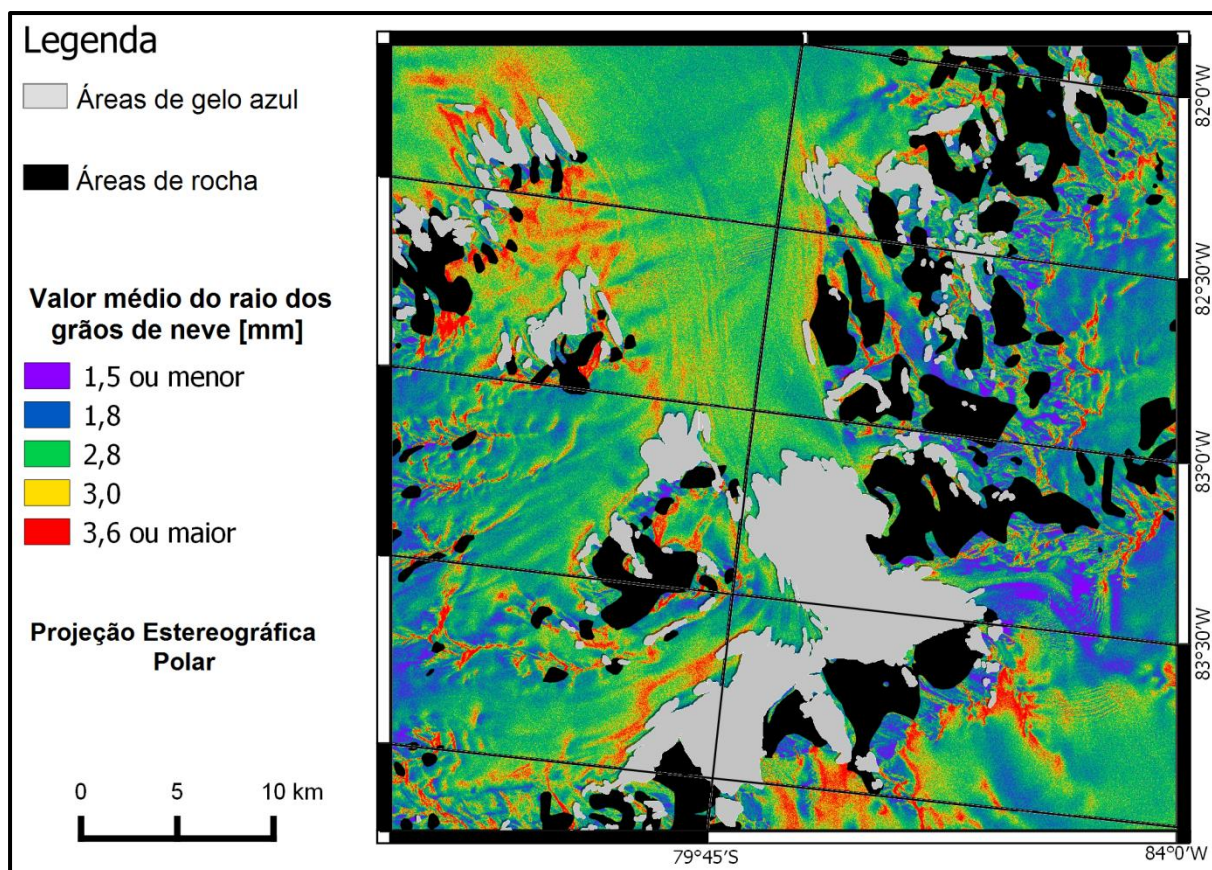 Legenda
Áreas de gelo azul
Áreas de rocha
Valor médio do raio dos
grãos de neve [mm]
1,5 ou menor
1,8
2,8
3,0
3,6 ou maior
Projeção Estereográfica
Polar
0 5 10 km
82°0'W
82°30'W
83°0'W
83°30'W
79°45'S
84°0'W